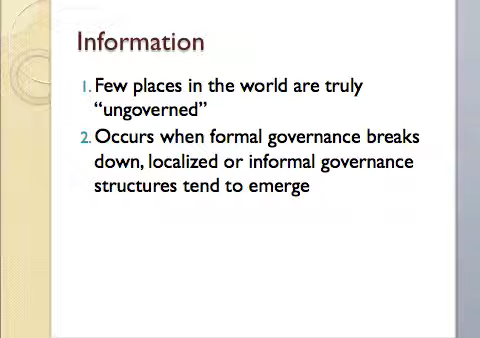 Information
1. Few places in the world are truly
“ungoverned”
2. Occurs when formal governance breaks
down, localized or informal governance
structures tend to emerge